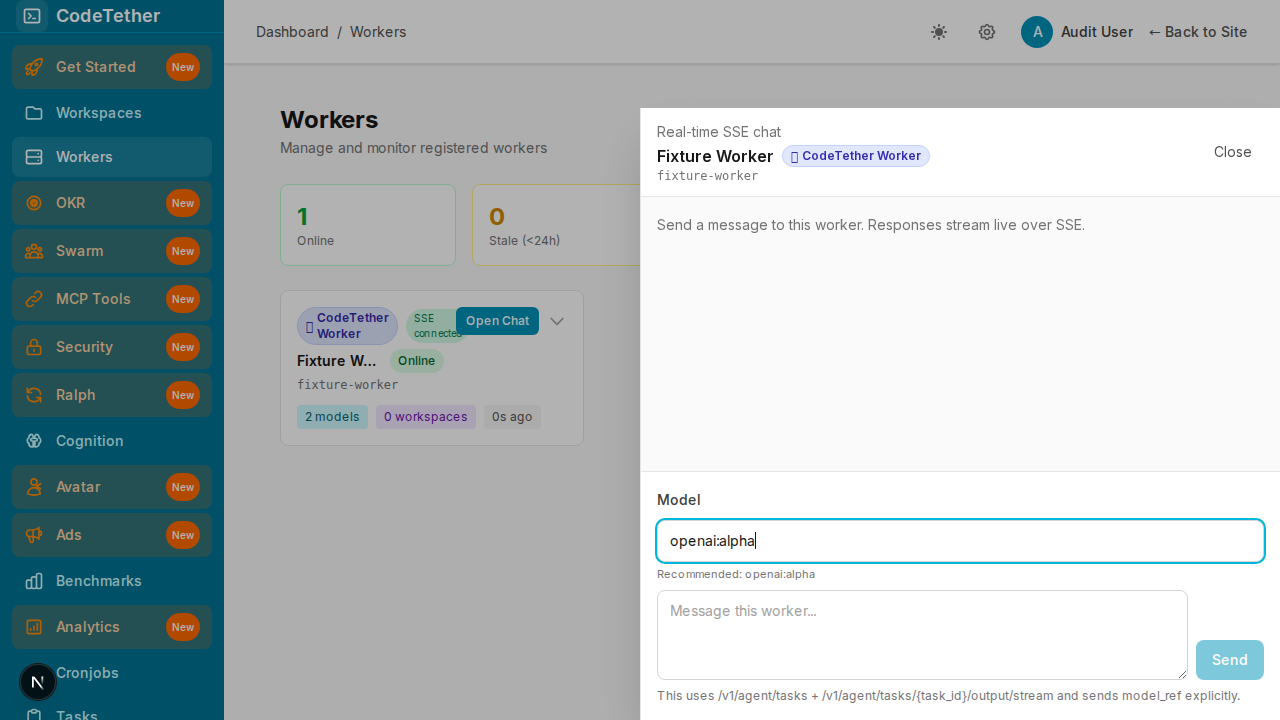 CodeTether
Get Started New
Workspaces
Workers
OKR New
Swarm New
MCP Tools New
Security New
Ralph New
Cognition
Avatar New
Ads New
Benchmarks
Analytics New
Cronjobs
Tasks
N
Dashboard / Workers
A Audit User ← Back to Site
Workers
Manage and monitor registered workers
1
Online
0
Stale (<24h)
CodeTether
Worker
SSE
connected
Open Chat
Fixture W... Online
fixture-worker
2 models 0 workspaces 0s ago
Real-time SSE chat
Fixture Worker CodeTether Worker
fixture-worker
Close
Send a message to this worker. Responses stream live over SSE.
Model
openai:alpha
Recommended: openai:alpha
Message this worker...
Send
This uses /v1/agent/tasks + /v1/agent/tasks/{task_id}/output/stream and sends model_ref explicitly.